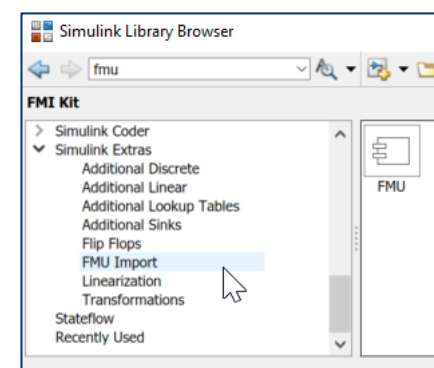 Simulink Library Browser
fmu
FMI Kit
Simulink Coder
Simulink Extras
Additional Discrete
Additional Linear
Additional Lookup Tables
Additional Sinks
Flip Flops
FMU Import
Linearization
Transformations
Stateflow
Recently Used
FMU